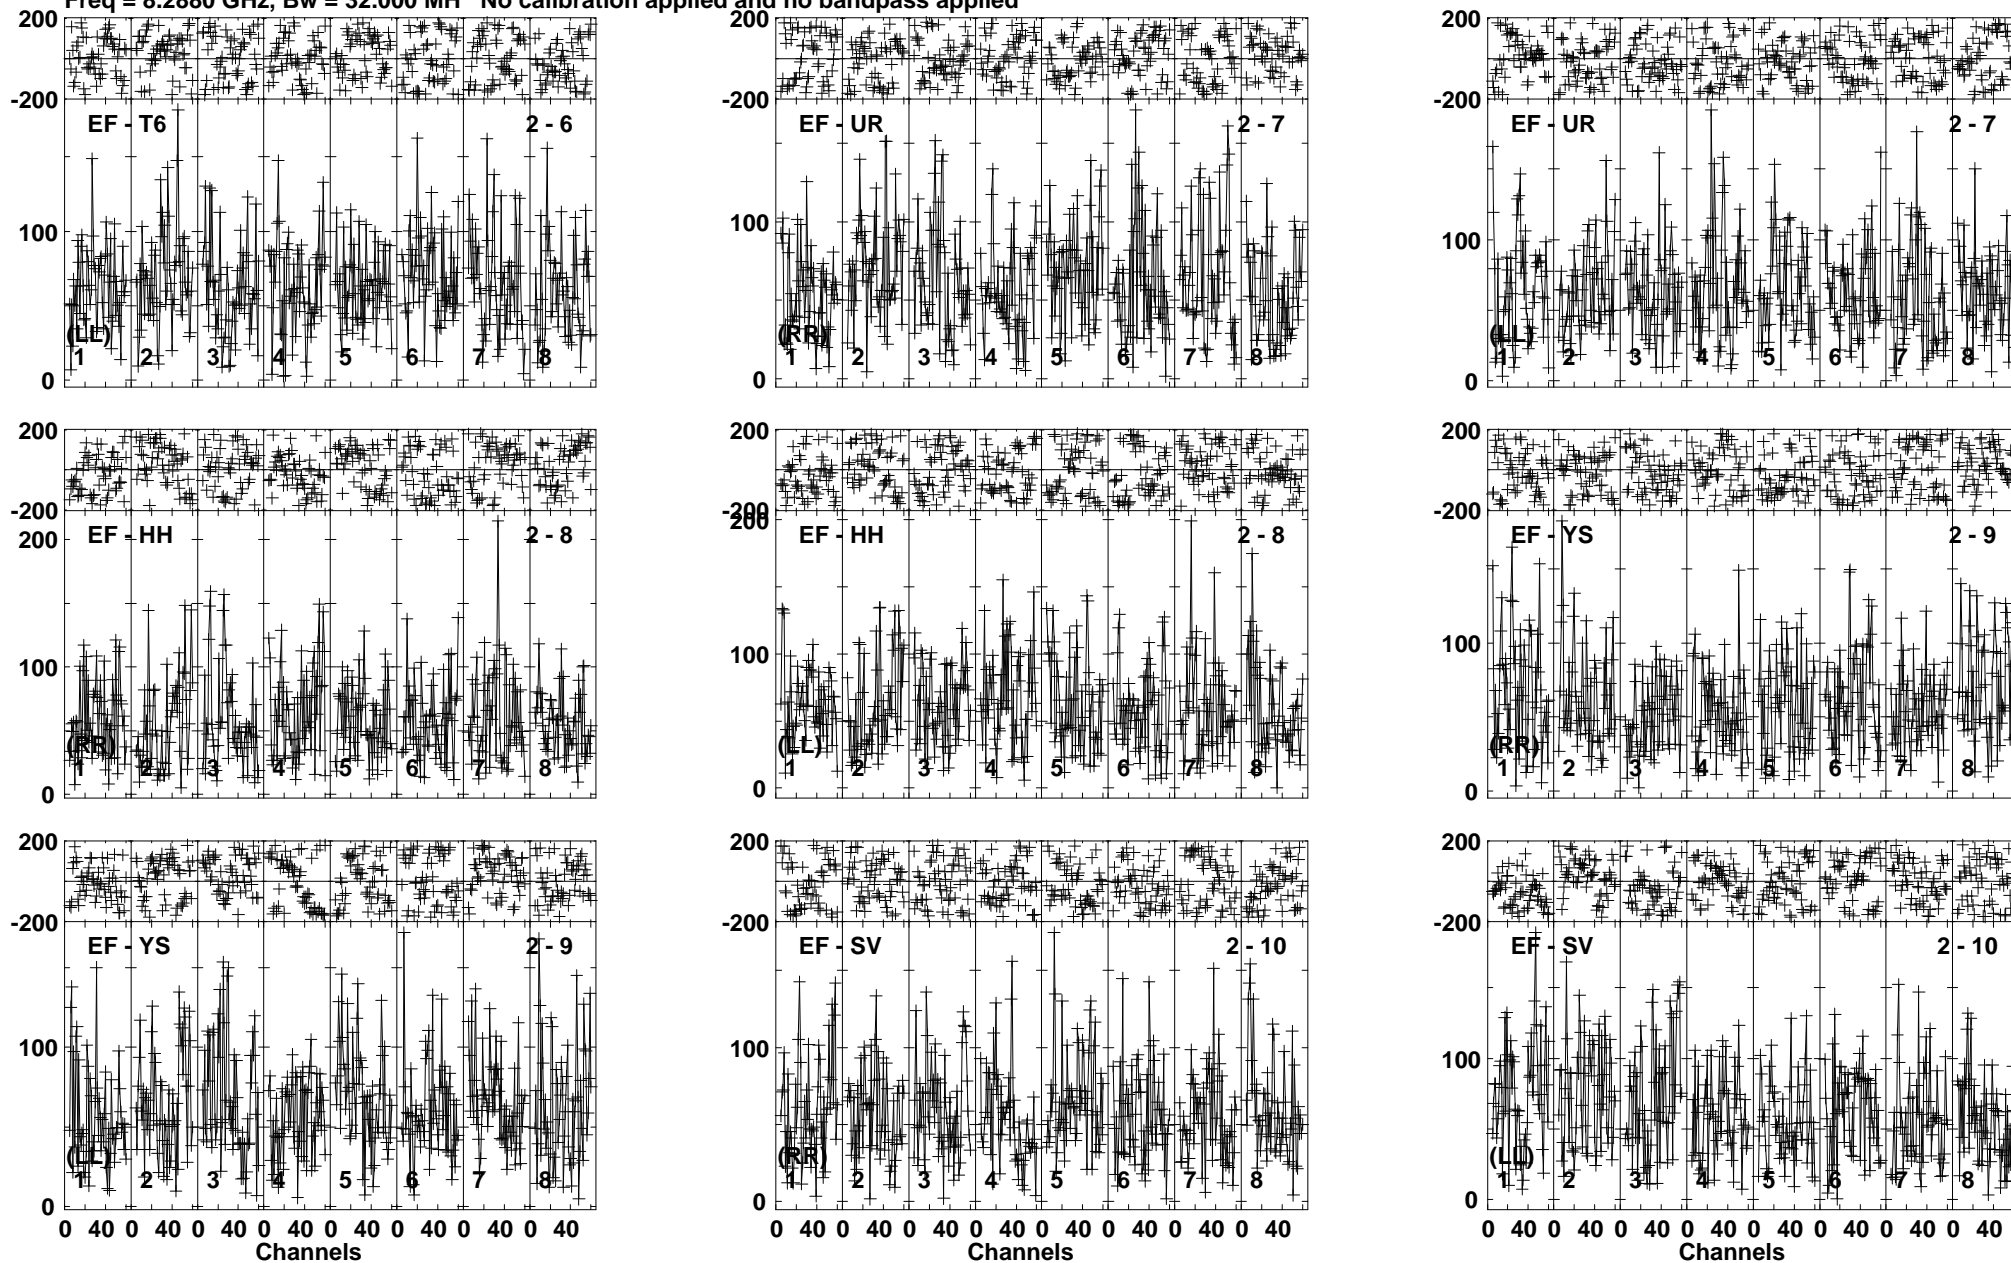 Freq = 8.2880 GHz, Bw = 32.000 MH No calibration applied and no bandpass applied
200 200 200
-200 -200 -200
EF - T6 2 - 6 EF - UR 2 - 7 EF - UR 2 - 7
100 100 100
(LL) (RR) (LL)
1 2 3 4 5 6 7 8 1 2 3 4 5 6 7 8 1 2 3 4 5 6 7 8
0 0 0
200 200 200
-200 -200 -200
EF - HH 2 - 8 EF - HH 2 - 8 EF - YS 2 - 9
200 200
100 100 100
(RR) (LL) (RR)
1 2 3 4 5 6 7 8 1 2 3 4 5 6 7 8 1 2 3 4 5 6 7 8
0 0 0
200 200 200
-200 -200 -200
EF - YS 2 - 9 EF - SV 2 - 10 EF - SV 2 - 10
100 100 100
(LL) (RR) (LL)
1 2 3 4 5 6 7 8 1 2 3 4 5 6 7 8 1 2 3 4 5 6 7 8
0 0 0
0 40 0 40 0 40 0 40 0 40 0 40 0 40 0 40 0 40 0 40 0 40 0 40 0 40 0 40 0 40 0 40 0 40 0 40 0 40 0 40 0 40 0 40 0 40 0 40
Channels Channels Channels